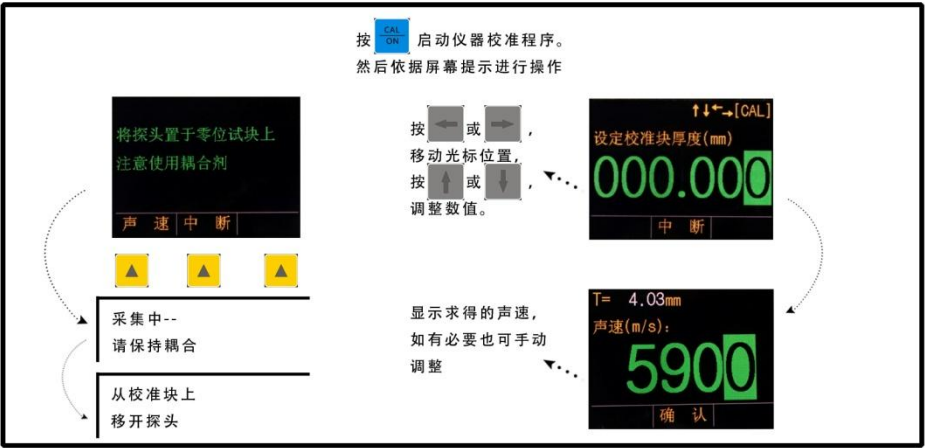 按 CAL ON 启动仪器校准程序。
然后依据屏幕提示进行操作
将探头置于零位试块上
注意使用耦合剂
声 速 中 断
采集中--
请保持耦合
从校准块上
移开探头
按 ← 或 → ，
移动光标位置，
按 ↑ 或 ↓ ，
调整数值。
↑↓←→[CAL]
设定校准块厚度(mm)
000.000
中 断
显示求得的声速，
如有必要也可手动
调整
T= 4.03mm
声速(m/s):
5900
确 认